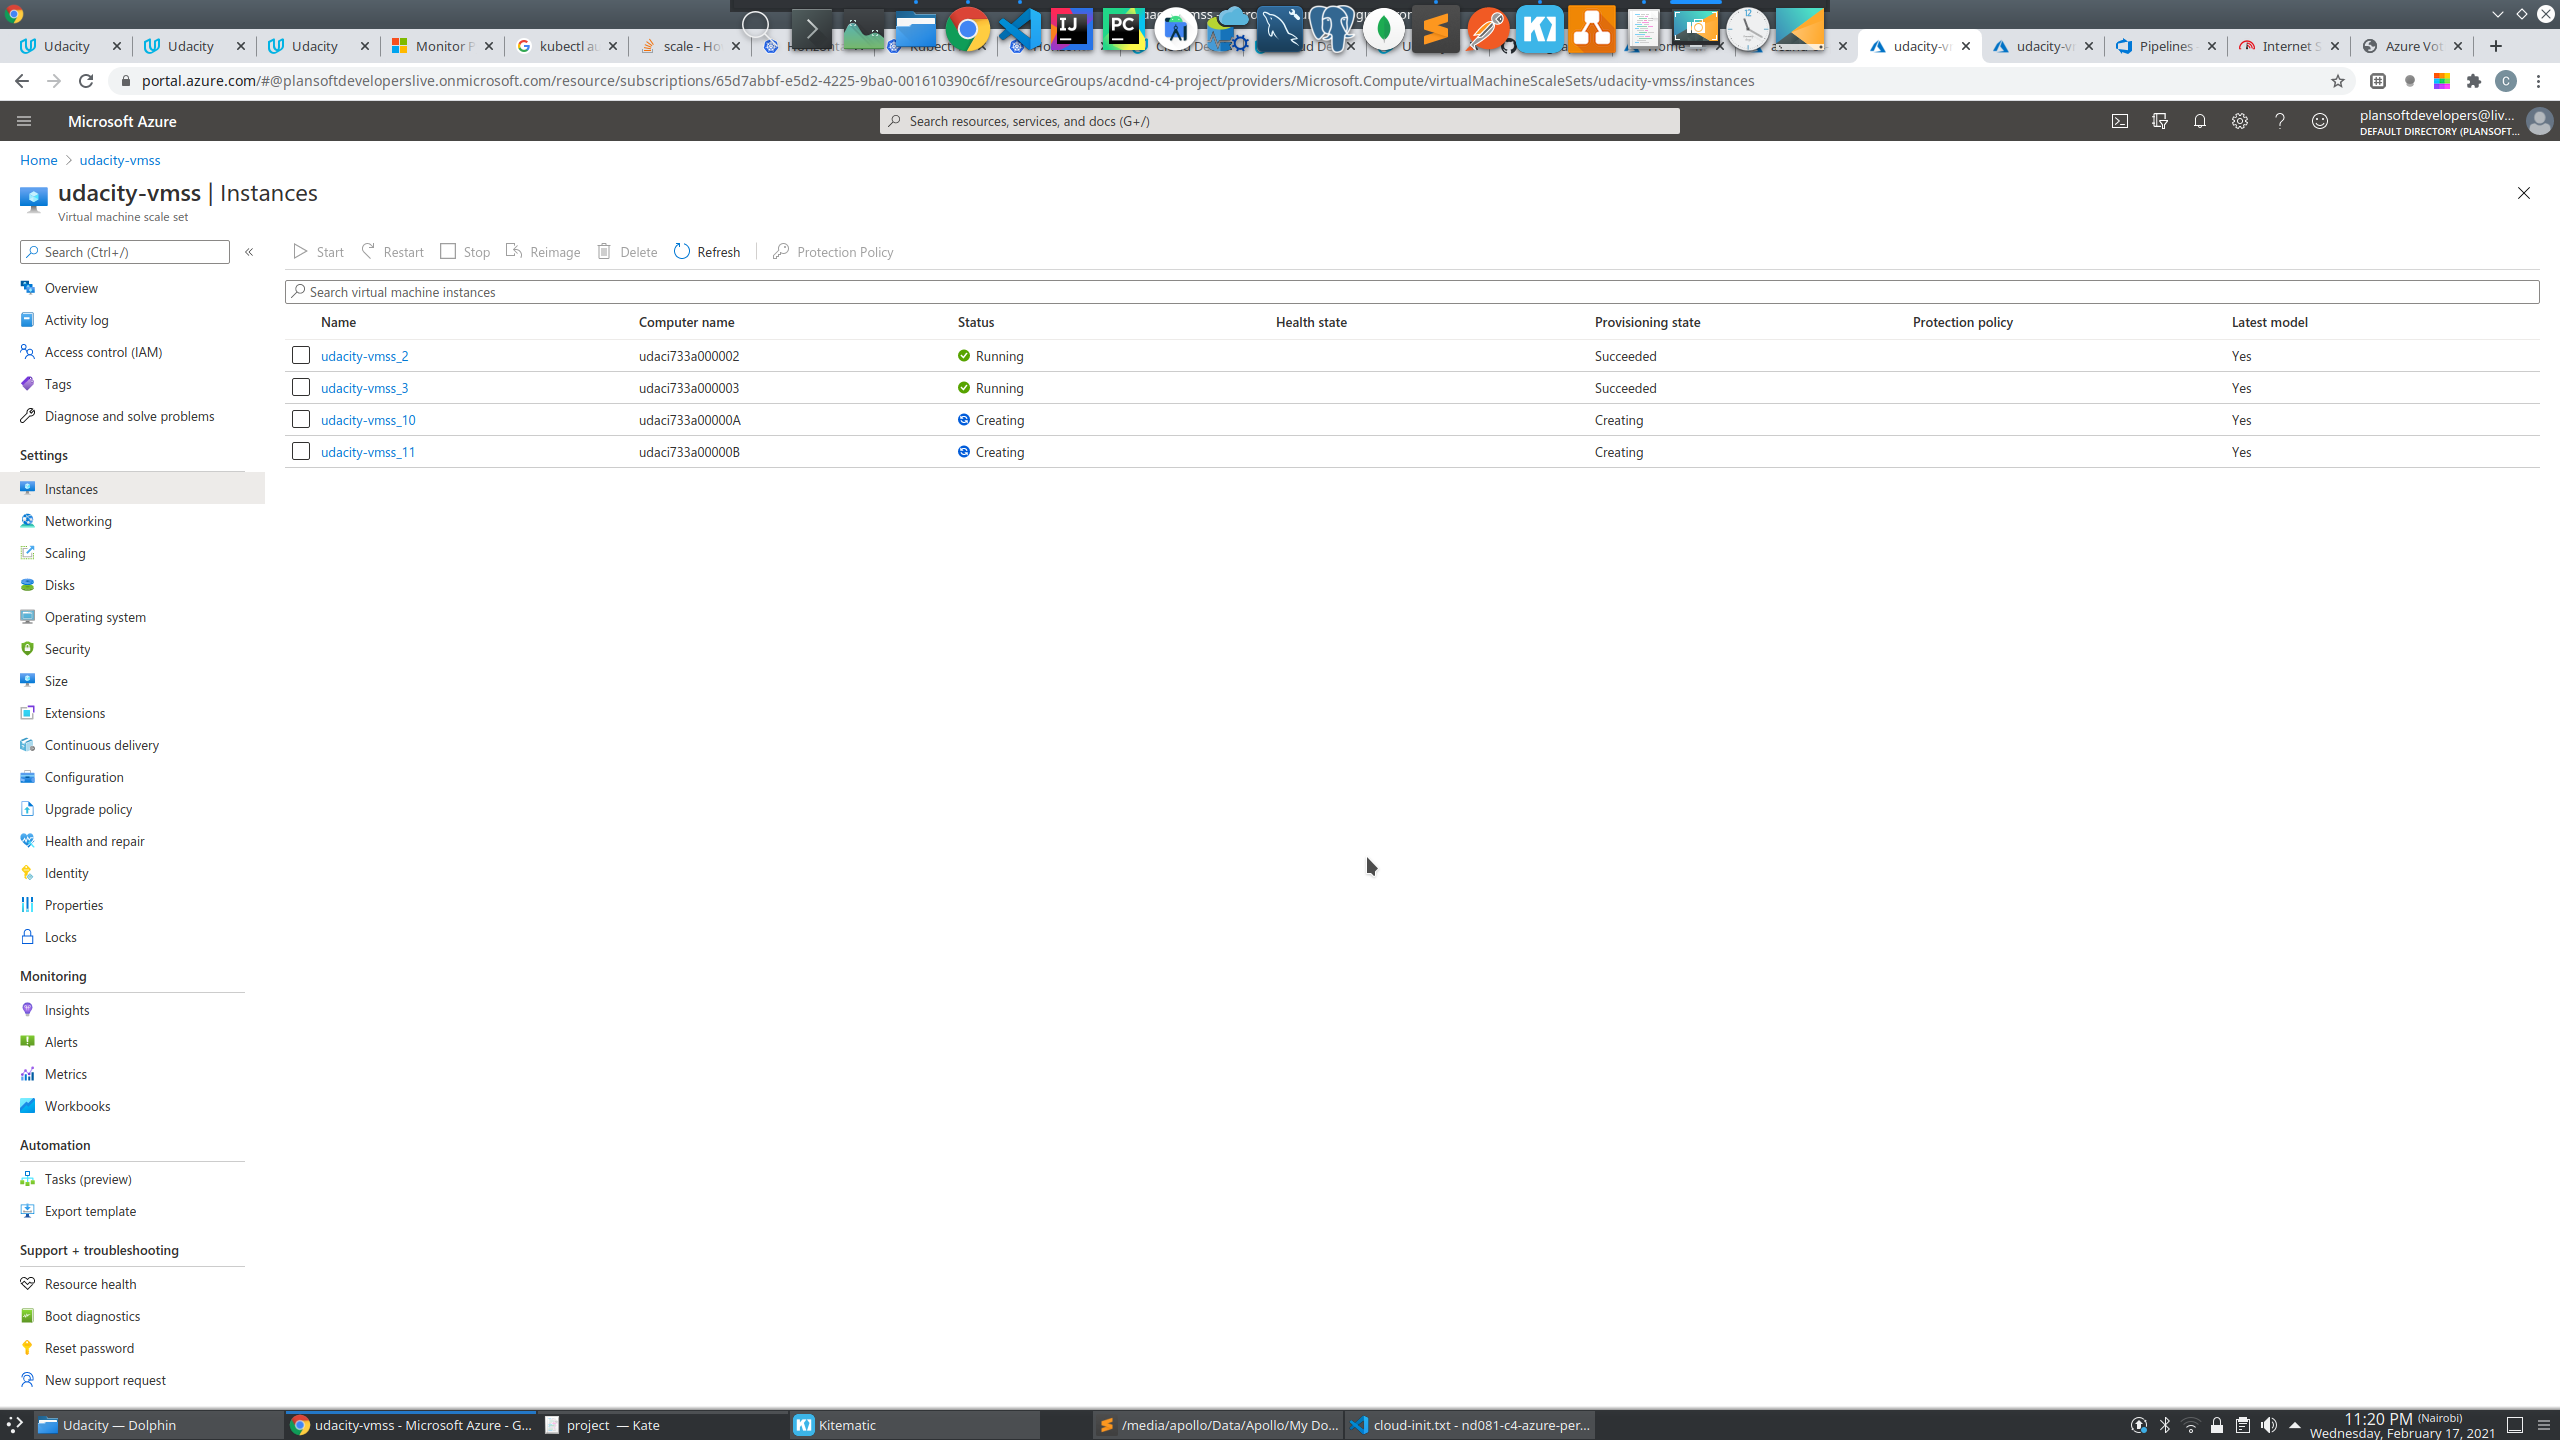 Udacity
Udacity
Udacity
Monitor P
kubectl au
scale - Ho
Internet S
Pipelines
Azure Vot
udacity-v
udacity-v
portal.azure.com/#@plansoftdeveloperslive.onmicrosoft.com/resource/subscriptions/65d7abbf-e5d2-4225-9ba0-001610390c6f/resourceGroups/acdnd-c4-project/providers/Microsoft.Compute/virtualMachineScaleSets/udacity-vmss/instances
C
Microsoft Azure
Search resources, services, and docs (G+/)
plansoftdevelopers@liv...
DEFAULT DIRECTORY (PLANSOFT...
Home > udacity-vmss
udacity-vmss | Instances
Virtual machine scale set
Search (Ctrl+/)
«
Start Restart Stop Reimage Delete Refresh Protection Policy
Search virtual machine instances
Name Computer name Status Health state Provisioning state Protection policy Latest model
udacity-vmss_2 udaci733a000002 Running Succeeded Yes
udacity-vmss_3 udaci733a000003 Running Succeeded Yes
udacity-vmss_10 udaci733a00000A Creating Creating Yes
udacity-vmss_11 udaci733a00000B Creating Creating Yes
Overview
Activity log
Access control (IAM)
Tags
Diagnose and solve problems
Settings
Instances
Networking
Scaling
Disks
Operating system
Security
Size
Extensions
Continuous delivery
Configuration
Upgrade policy
Health and repair
Identity
Properties
Locks
Monitoring
Insights
Alerts
Metrics
Workbooks
Automation
Tasks (preview)
Export template
Support + troubleshooting
Resource health
Boot diagnostics
Reset password
New support request
Udacity — Dolphin
udacity-vmss - Microsoft Azure - G...
project — Kate
Kitematic
/media/apollo/Data/Apollo/My Do...
cloud-init.txt - nd081-c4-azure-per...
11:20 PM (Nairobi)
Wednesday, February 17, 2021